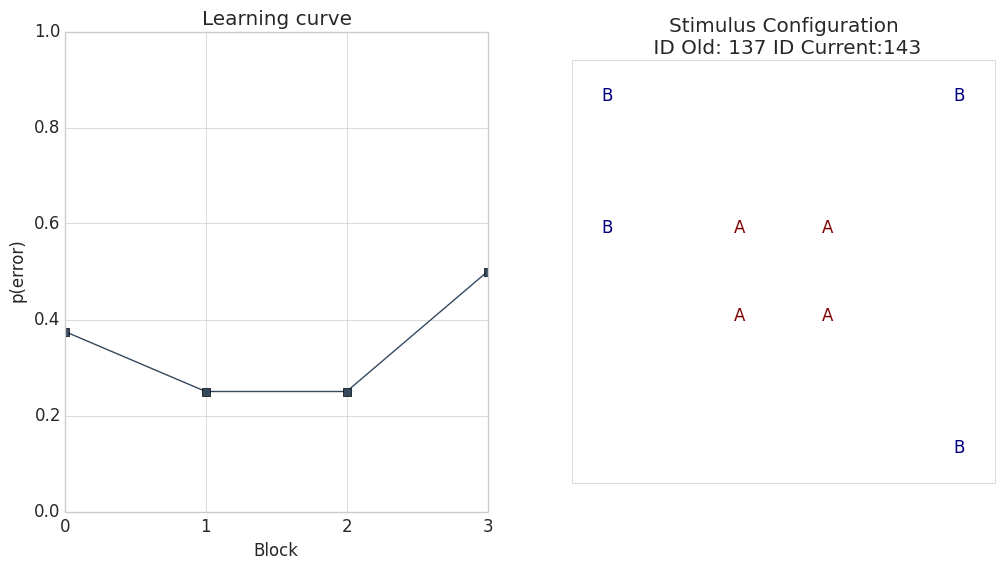 Learning curve
1.0
0.8
0.6
0.4
0.2
0.0
p(error)
0 1 2 3
Block
Stimulus Configuration
ID Old: 137 ID Current:143
B B
B A A
A A
B